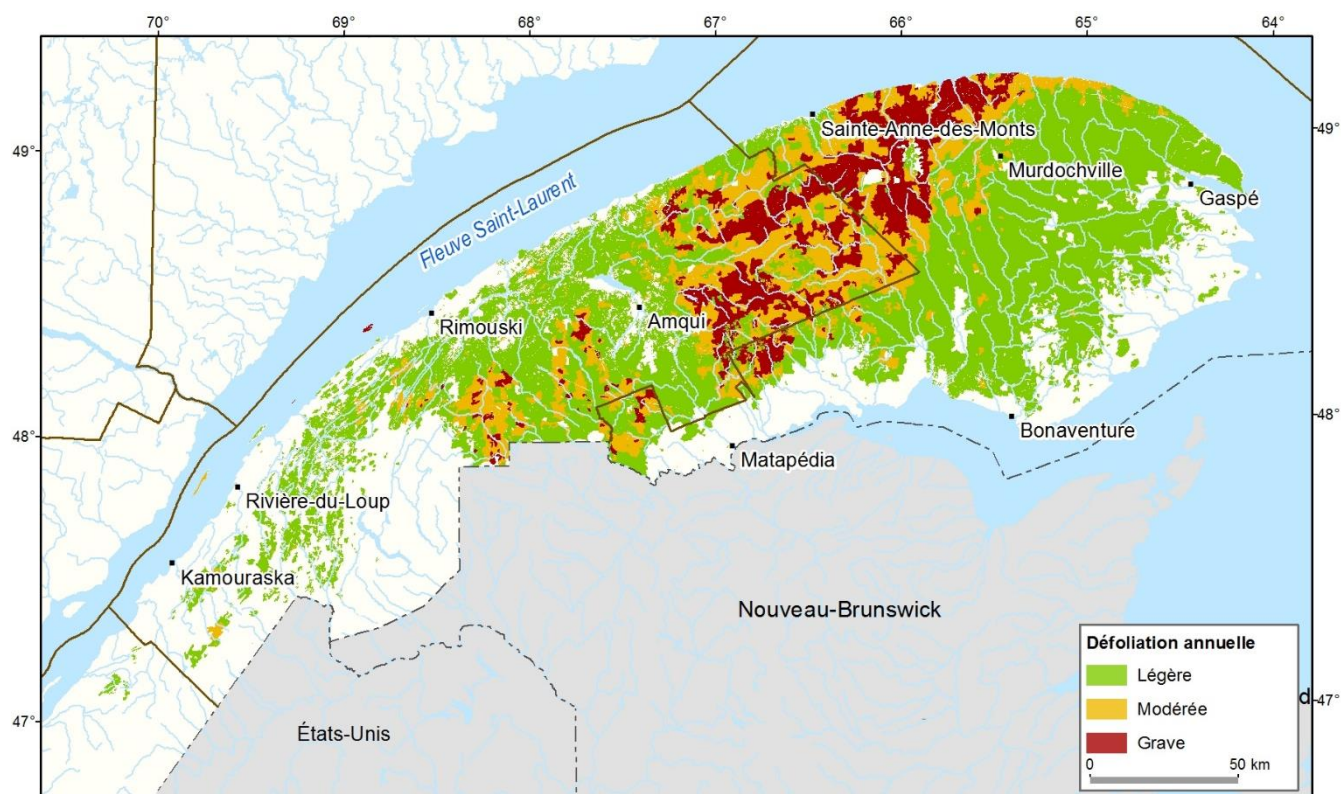 70° 69° 68° 67° 66° 65° 64°
49° 49°
Sainte-Anne-des-Monts
Murdochville
Gaspé
Fleuve Saint-Laurent
Rimouski
Amqui
48° 48°
Bonaventure
Matapédia
Rivière-du-Loup
Kamouraska
Nouveau-Brunswick
États-Unis
47° d 47°
Défoliation annuelle
Légère
Modérée
Grave
0 50 km